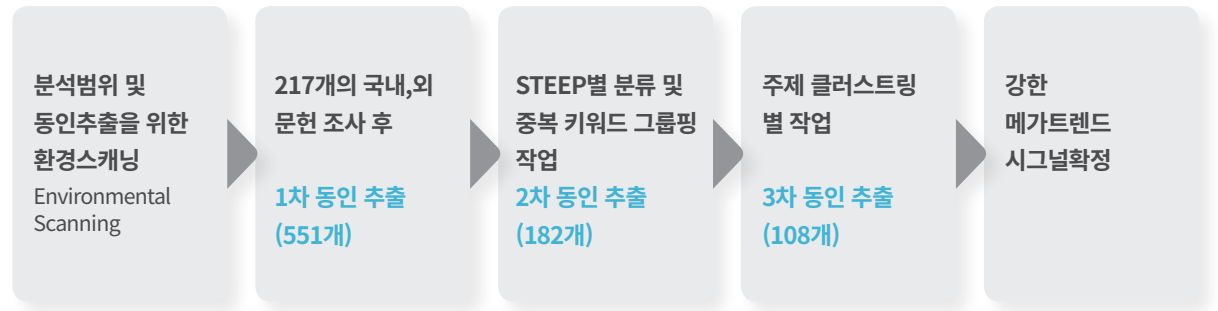 분석범위 및
동인추출을 위한
환경스캐닝
Environmental
Scanning
217개의 국내,외
문헌 조사 후
1차 동인 추출
(551개)
STEEP별 분류 및
중복 키워드 그룹핑
작업
2차 동인 추출
(182개)
주제 클러스트링
별 작업
3차 동인 추출
(108개)
강한
메가트렌드
시그널확정